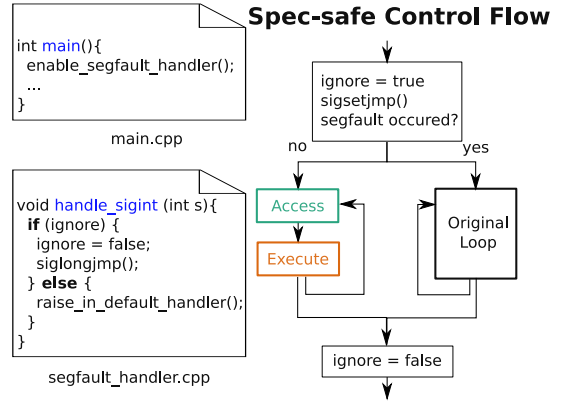 Spec-safe Control Flow
int main(){
enable_segfault_handler();
...
}
main.cpp
void handle_sigint (int s){
if (ignore) {
ignore = false;
siglongjmp();
} else {
raise_in_default_handler();
}
}
segfault_handler.cpp
ignore = true
sigsetjmp()
segfault occured?
no
yes
Access
Execute
Original
Loop
ignore = false